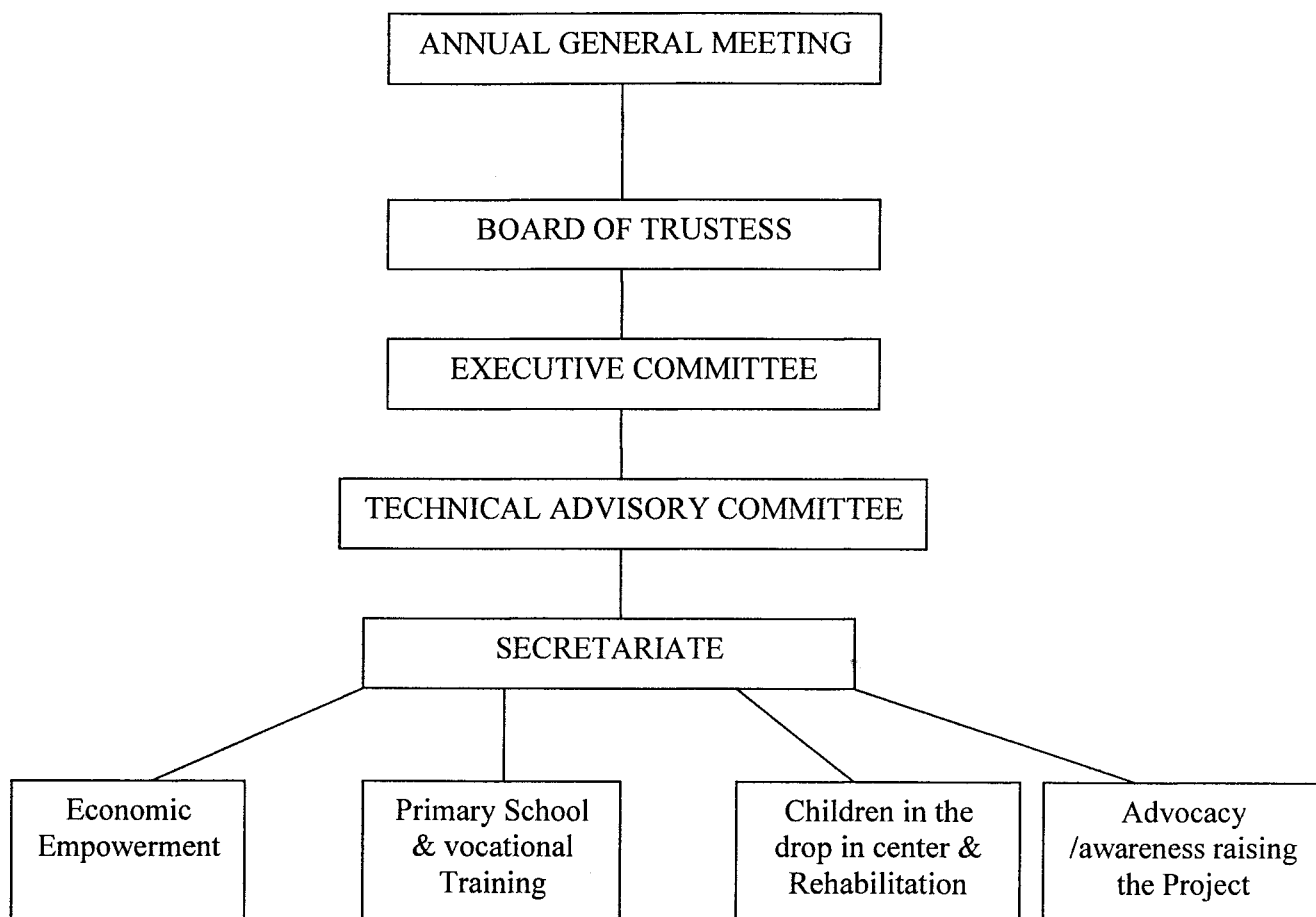 ANNUAL GENERAL MEETING
BOARD OF TRUSTESS
EXECUTIVE COMMITTEE
TECHNICAL ADVISORY COMMITTEE
SECRETARIATE
Economic
Empowerment
Primary School
& vocational
Training
Children in the
drop in center &
Rehabilitation
Advocacy
/awareness raising
the Project